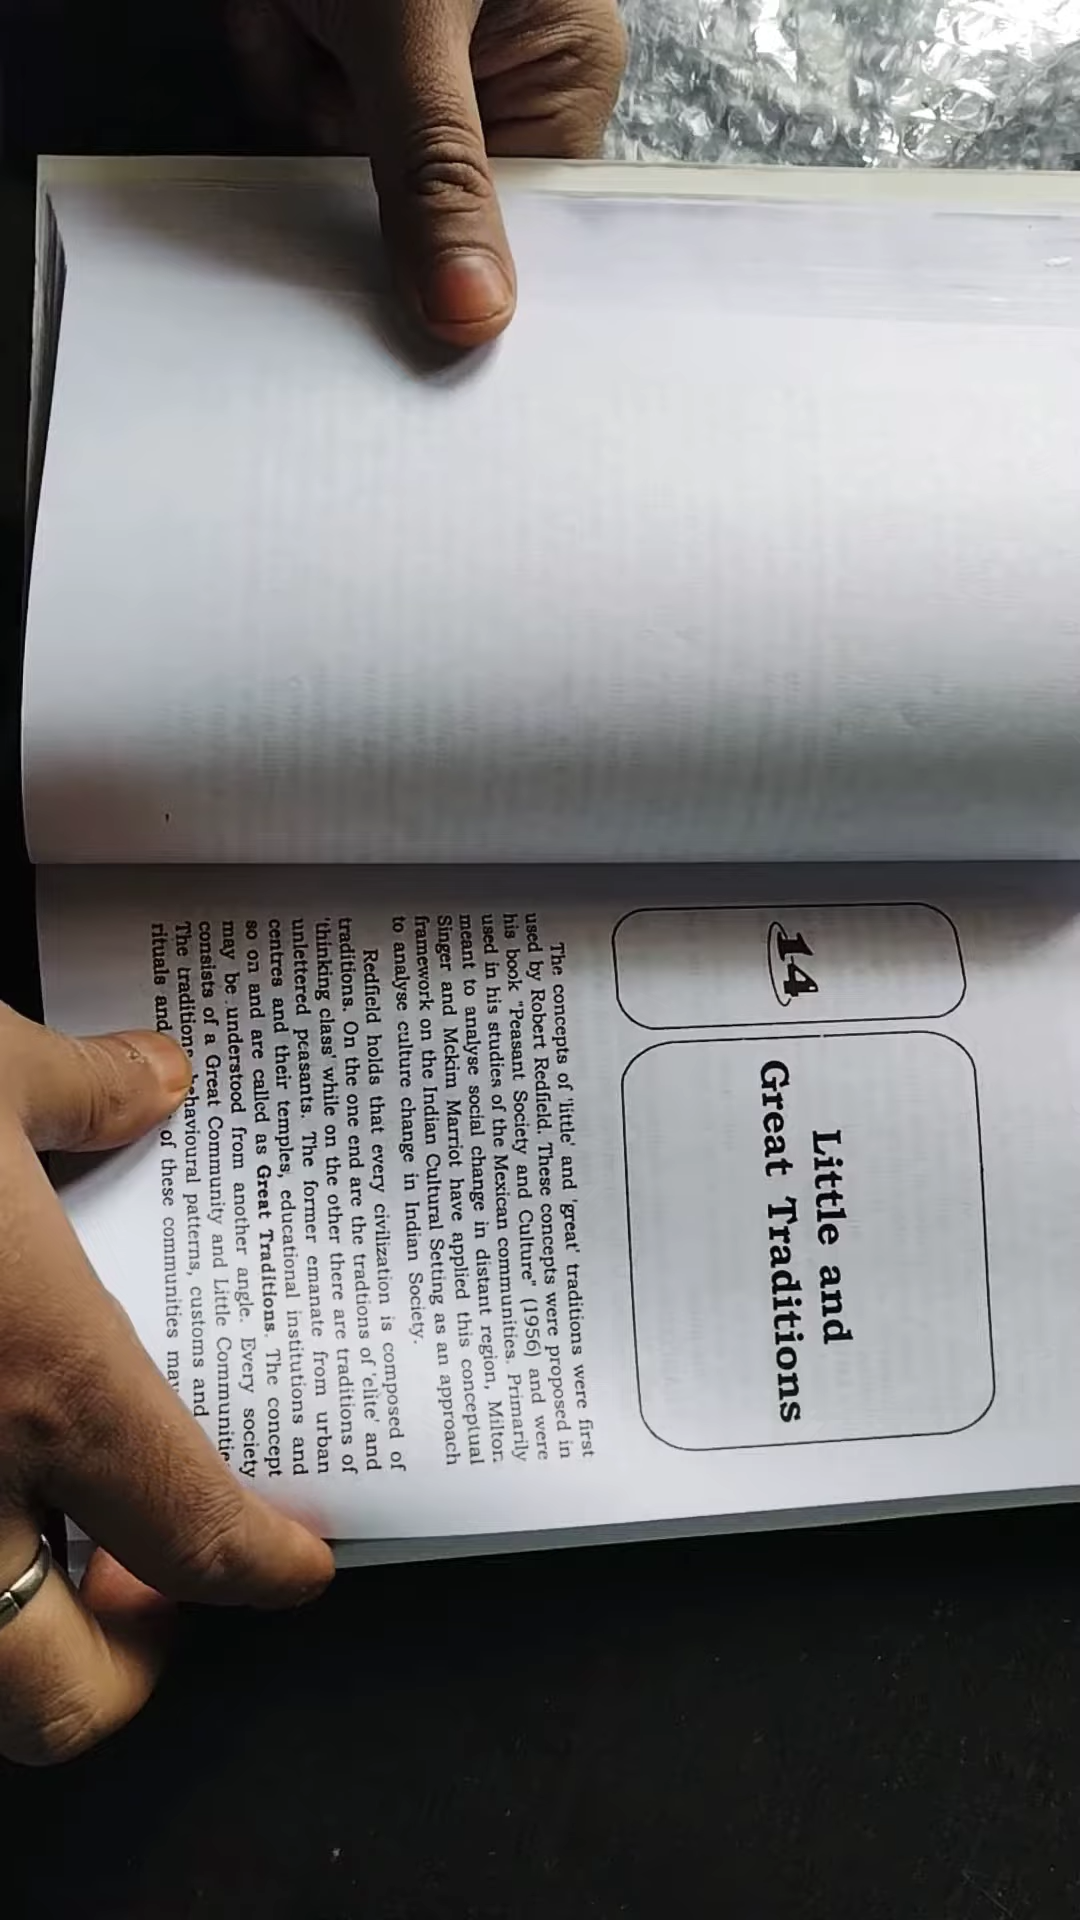 14
Little and
Great Traditions
The concepts of 'little' and 'great' traditions were first
used by Robert Redfield. These concepts were proposed in
his book "Peasant Society and Culture" (1956) and were
used in his studies of the Mexican communities. Primarily
meant to analyse social change in distant region, Milton
Singer and Mckim Marriot have applied this conceptual
framework on the Indian Cultural Setting as an approach
to analyse culture change in Indian Society.
Redfield holds that every civilization is composed of
traditions. On the one end are the tradtions of 'elite' and
'thinking class' while on the other there are traditions of
unlettered peasants. The former emanate from urban
centres and their temples, educational institutions and
so on and are called as Great Traditions. The concept
may be understood from another angle. Every society
consists of a Great Community and Little
The behavioural patterns, customs and
rituals and of these communities may